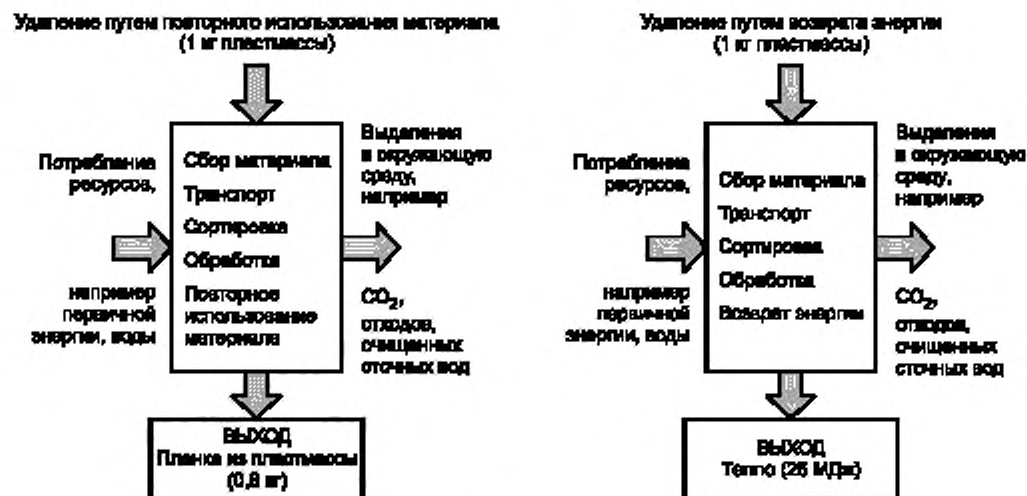 Удаление путем повторного использования материала
(1 кг пластмассы)
Потребление
ресурсов,
например
первичной
энергии, воды
Сбор материала
Транспорт
Сортировка
Обработка
Повторное
использование
материала
Выделения
в окружающую
среду,
например
CO2,
отходов,
очищенных
сточных вод
ВЫХОД
Планка из пластмассы
(0,8 кг)
Удаление путем возврата энергии
(1 кг пластмассы)
Потребление
ресурсов,
например
первичной
энергии, воды
Сбор материала
Транспорт
Сортировка
Обработка
Возврат энергии
Выделения
в окружающую
среду,
например
CO2,
отходов,
очищенных
сточных вод
ВЫХОД
Тепло (25 МДж)